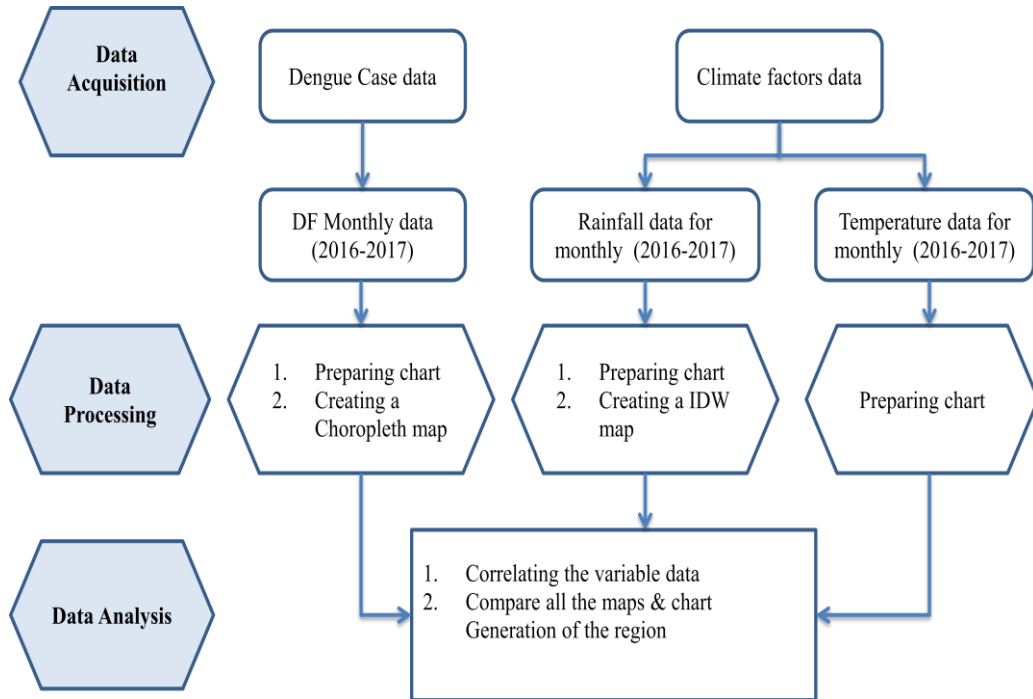 Data
Acquisition
Dengue Case data
Climate factors data
DF Monthly data
(2016-2017)
Rainfall data for
monthly (2016-2017)
Temperature data for
monthly (2016-2017)
Data
Processing
1. Preparing chart
2. Creating a
Choropleth map
1. Preparing chart
2. Creating a IDW
map
Preparing chart
Data Analysis
1. Correlating the variable data
2. Compare all the maps & chart
Generation of the region